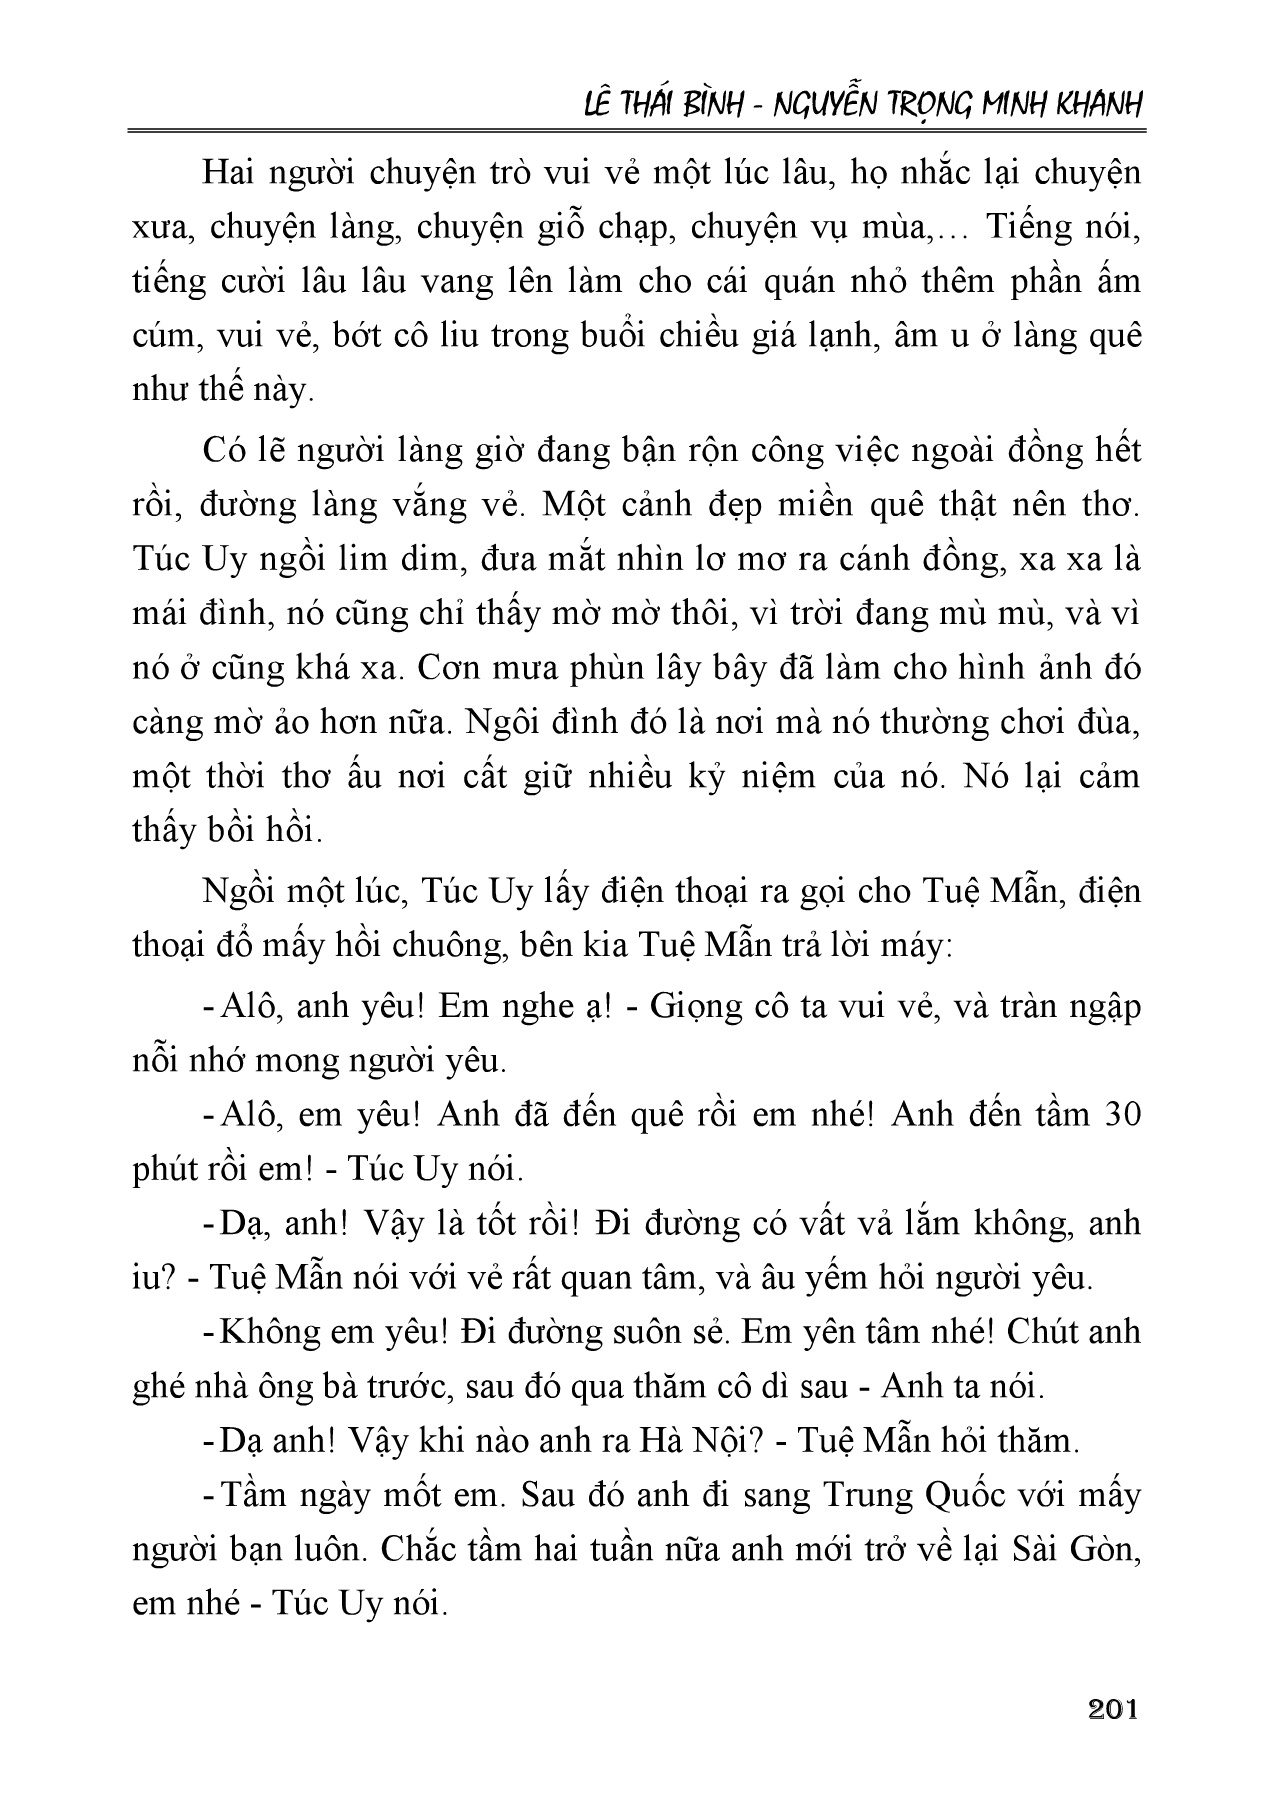 LÊ THÁI BÌNH - NGUYỄN TRỌNG MINH KHANH
Hai người chuyện trò vui vẻ một lúc lâu, họ nhắc lại chuyện
xưa, chuyện làng, chuyện giỗ chạp, chuyện vụ mùa,… Tiếng nói,
tiếng cười lâu lâu vang lên làm cho cái quán nhỏ thêm phần ấm
cúm, vui vẻ, bớt cô liu trong buổi chiều giá lạnh, âm u ở làng quê
như thế này.
Có lẽ người làng giờ đang bận rộn công việc ngoài đồng hết
rồi, đường làng vắng vẻ. Một cảnh đẹp miền quê thật nên thơ.
Túc Uy ngồi lim dim, đưa mắt nhìn lơ mơ ra cánh đồng, xa xa là
mái đình, nó cũng chỉ thấy mờ mờ thôi, vì trời đang mù mù, và vì
nó ở cũng khá xa. Cơn mưa phùn lây bây đã làm cho hình ảnh đó
càng mờ ảo hơn nữa. Ngôi đình đó là nơi mà nó thường chơi đùa,
một thời thơ ấu nơi cất giữ nhiều kỷ niệm của nó. Nó lại cảm
thấy bồi hồi.
Ngồi một lúc, Túc Uy lấy điện thoại ra gọi cho Tuệ Mẫn, điện
thoại đổ mấy hồi chuông, bên kia Tuệ Mẫn trả lời máy:
- Alô, anh yêu! Em nghe ạ! - Giọng cô ta vui vẻ, và tràn ngập
nỗi nhớ mong người yêu.
- Alô, em yêu! Anh đã đến quê rồi em nhé! Anh đến tầm 30
phút rồi em! - Túc Uy nói.
- Dạ, anh! Vậy là tốt rồi! Đi đường có vất vả lắm không, anh
iu? - Tuệ Mẫn nói với vẻ rất quan tâm, và âu yếm hỏi người yêu.
- Không em yêu! Đi đường suôn sẻ. Em yên tâm nhé! Chút anh
ghé nhà ông bà trước, sau đó qua thăm cô dì sau - Anh ta nói.
- Dạ anh! Vậy khi nào anh ra Hà Nội? - Tuệ Mẫn hỏi thăm.
- Tầm ngày mốt em. Sau đó anh đi sang Trung Quốc với mấy
người bạn luôn. Chắc tầm hai tuần nữa anh mới trở về lại Sài Gòn,
em nhé - Túc Uy nói.
201